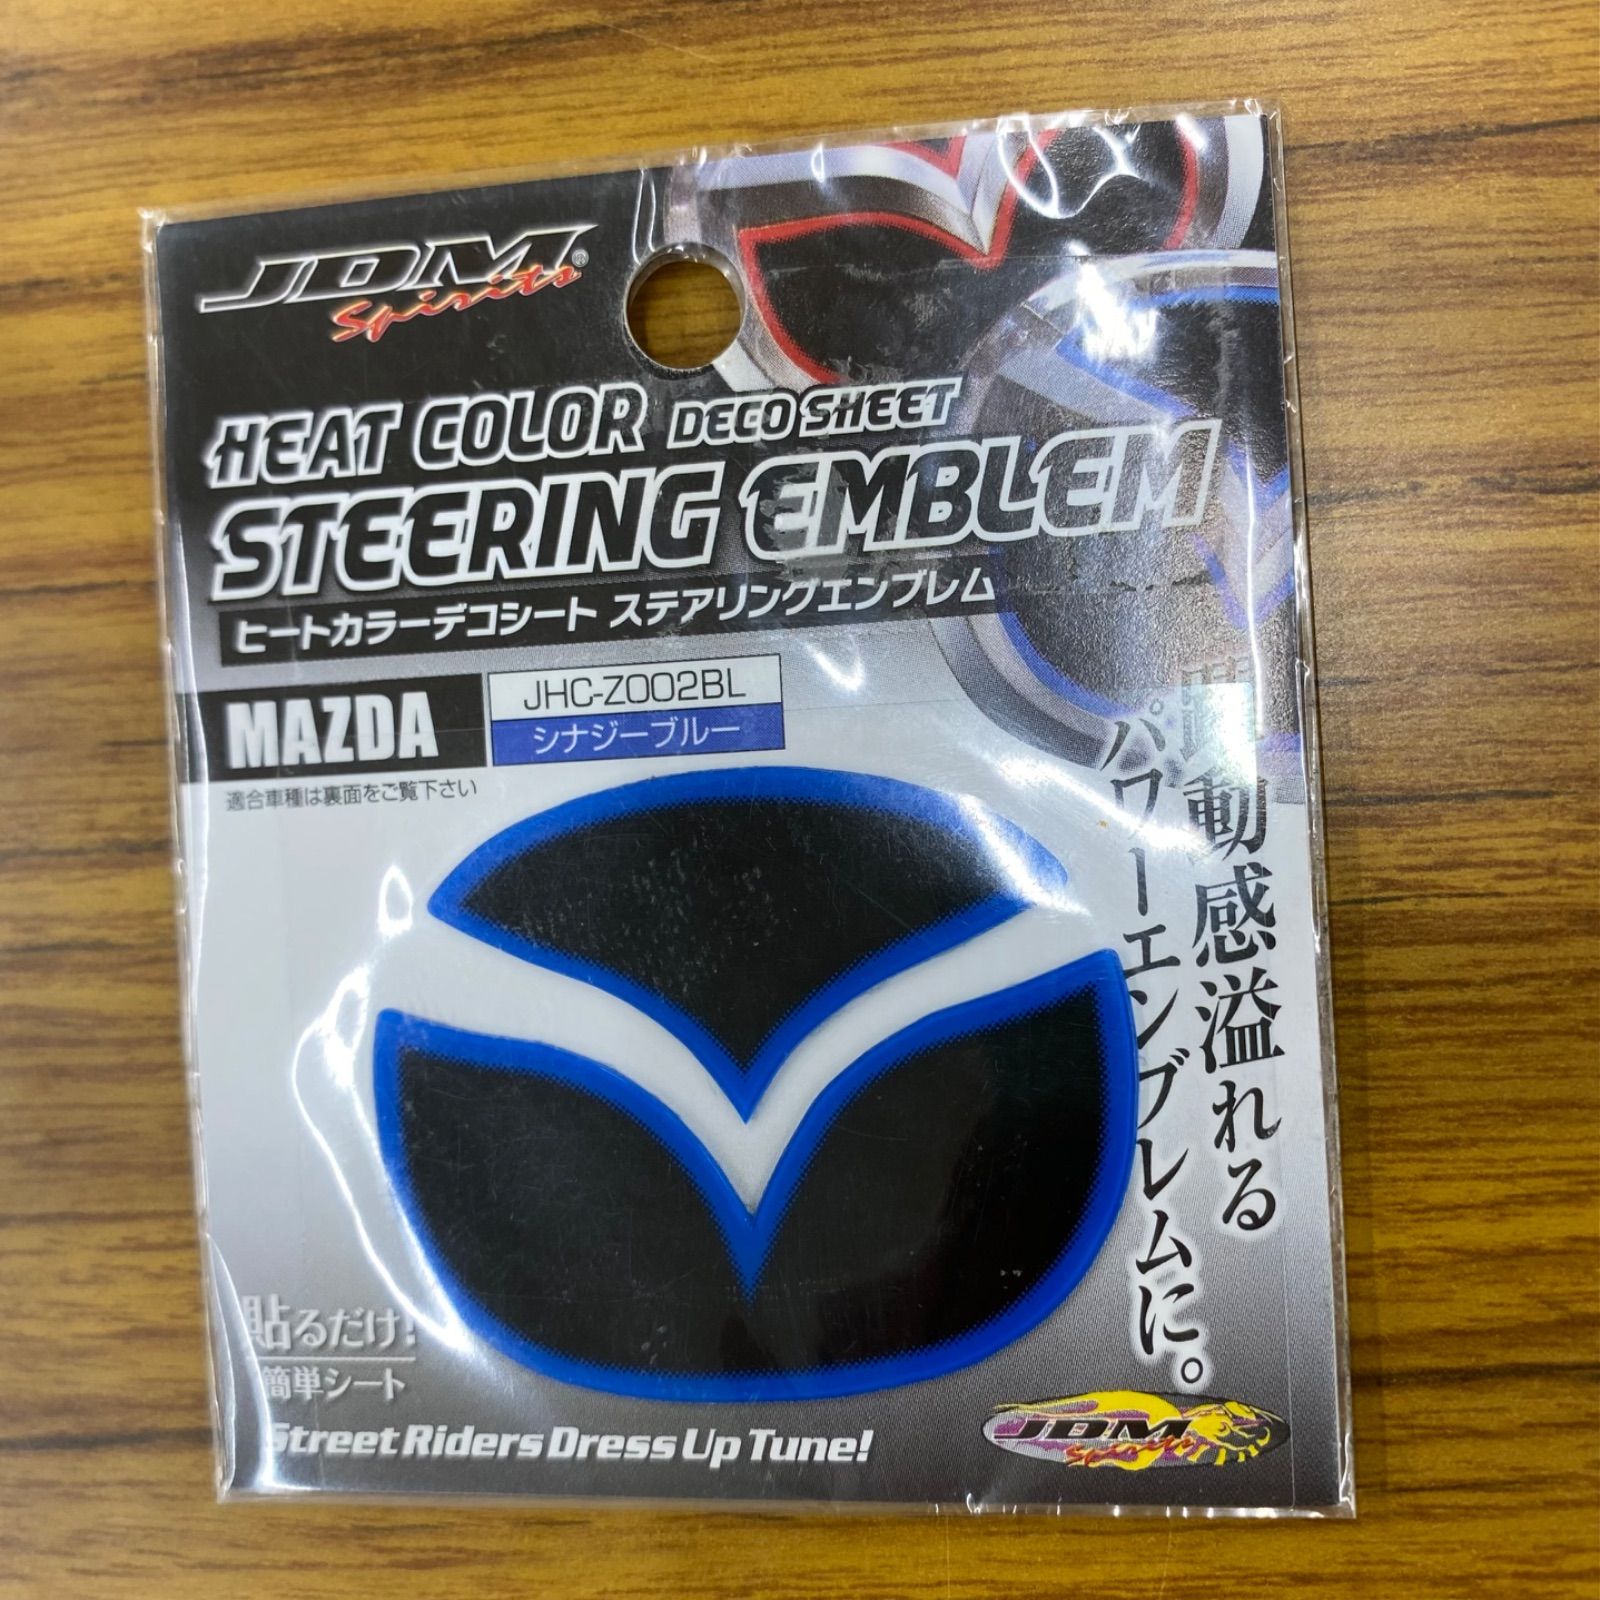 JDM®
Spirits
HEAT COLOR DECO SHEET
STEERING EMBLEM
ヒートカラーデコシート ステアリングエンブレム
MAZDA
JHC-Z002BL
シナジーブルー
適合車種は裏面をご覧下さい
躍動感溢れる
パワーエンブレムに。
貼るだけ!
簡単シート
Street Riders Dress Up Tune!
JDM
Spirits